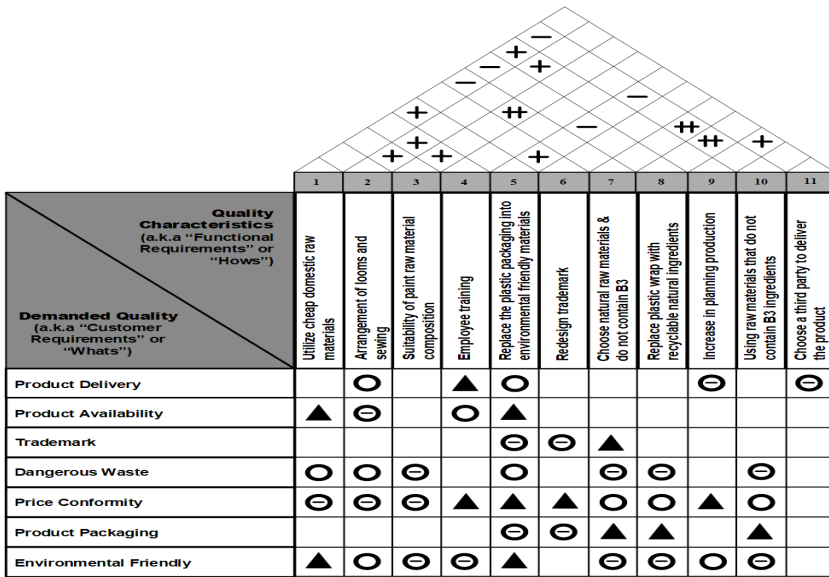 1 2 3 4 5 6 7 8 9 10 11
Quality
Characteristics
(a.k.a “Functional
Requirements” or
“Hows”)
Demanded Quality
(a.k.a “Customer
Requirements” or
“Whats”)
Utilize cheap domestic raw
materials
Arrangement of looms and
sewing
Suitability of paint raw material
composition
Employee training
Replace the plastic packaging into
environmental friendly materials
Redesign trademark
Choose natural raw materials &
do not contain B3
Replace plastic wrap with
recyclable natural ingredients
Increase in planning production
Using raw materials that do not
contain B3 ingredients
Choose a third party to deliver
the product
Product Delivery
Product Availability
Trademark
Dangerous Waste
Price Conformity
Product Packaging
Environmental Friendly